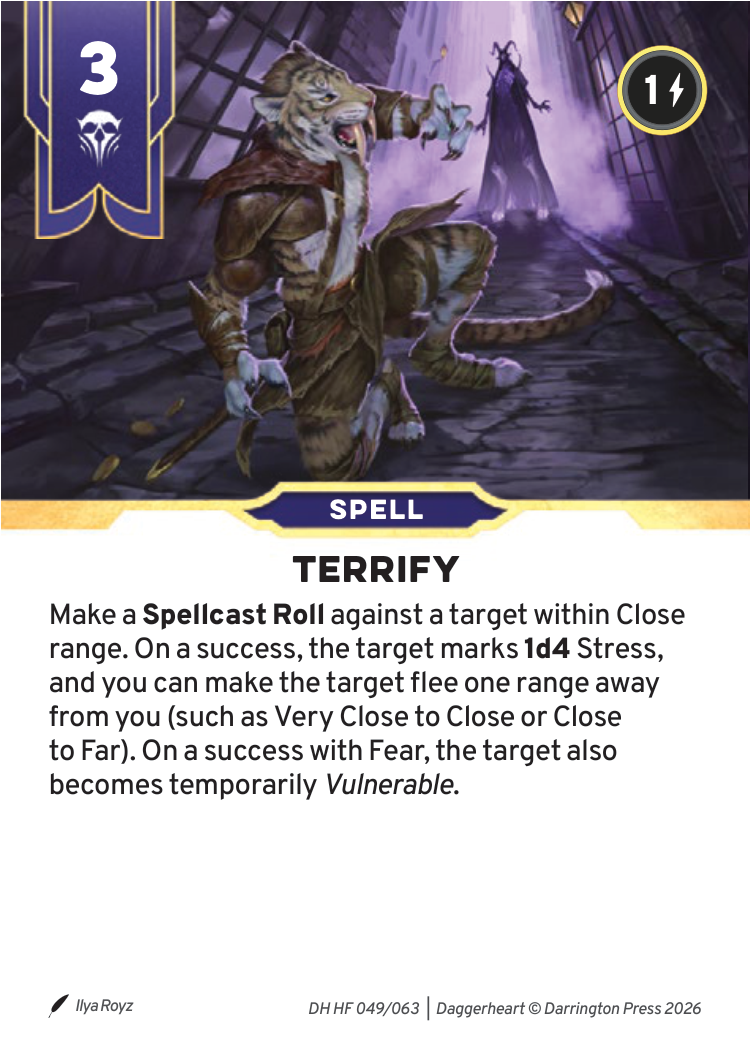 3
1
SPELL
TERRIFY
Make a Spellcast Roll against a target within Close
range. On a success, the target marks 1d4 Stress,
and you can make the target flee one range away
from you (such as Very Close to Close or Close
to Far). On a success with Fear, the target also
becomes temporarily Vulnerable.
Ilya Royz
DH HF 049/063 | Daggerheart © Darrington Press 2026